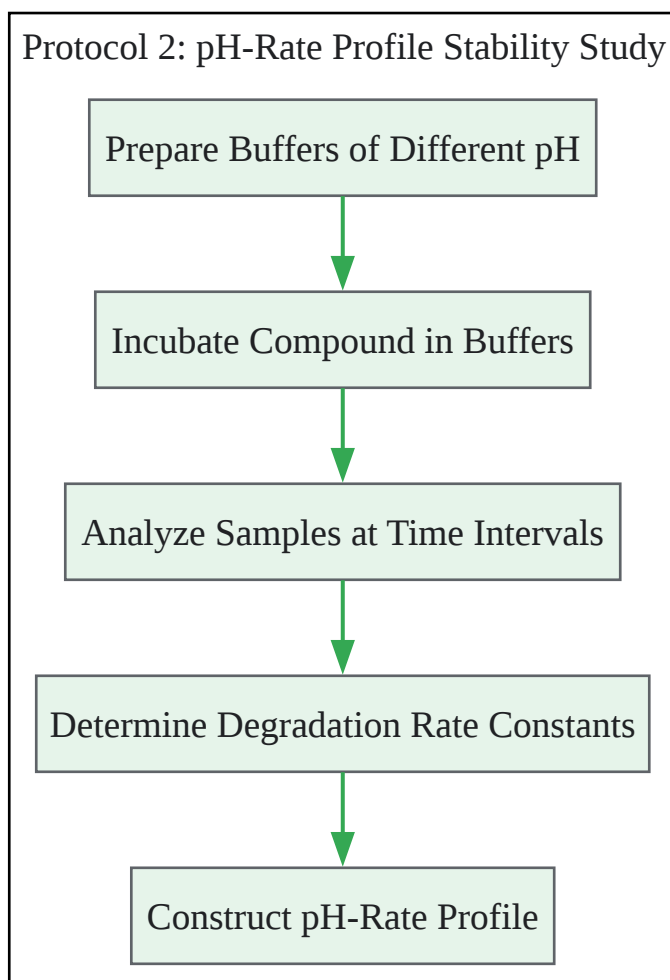 Protocol 2: pH-Rate Profile Stability Study
Prepare Buffers of Different pH
Incubate Compound in Buffers
Analyze Samples at Time Intervals
Determine Degradation Rate Constants
Construct pH-Rate Profile